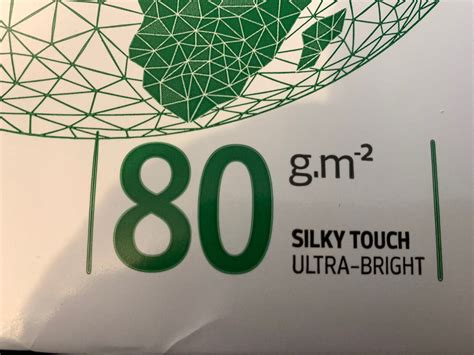 80 g.m⁻²
SILKY TOUCH
ULTRA-BRIGHT